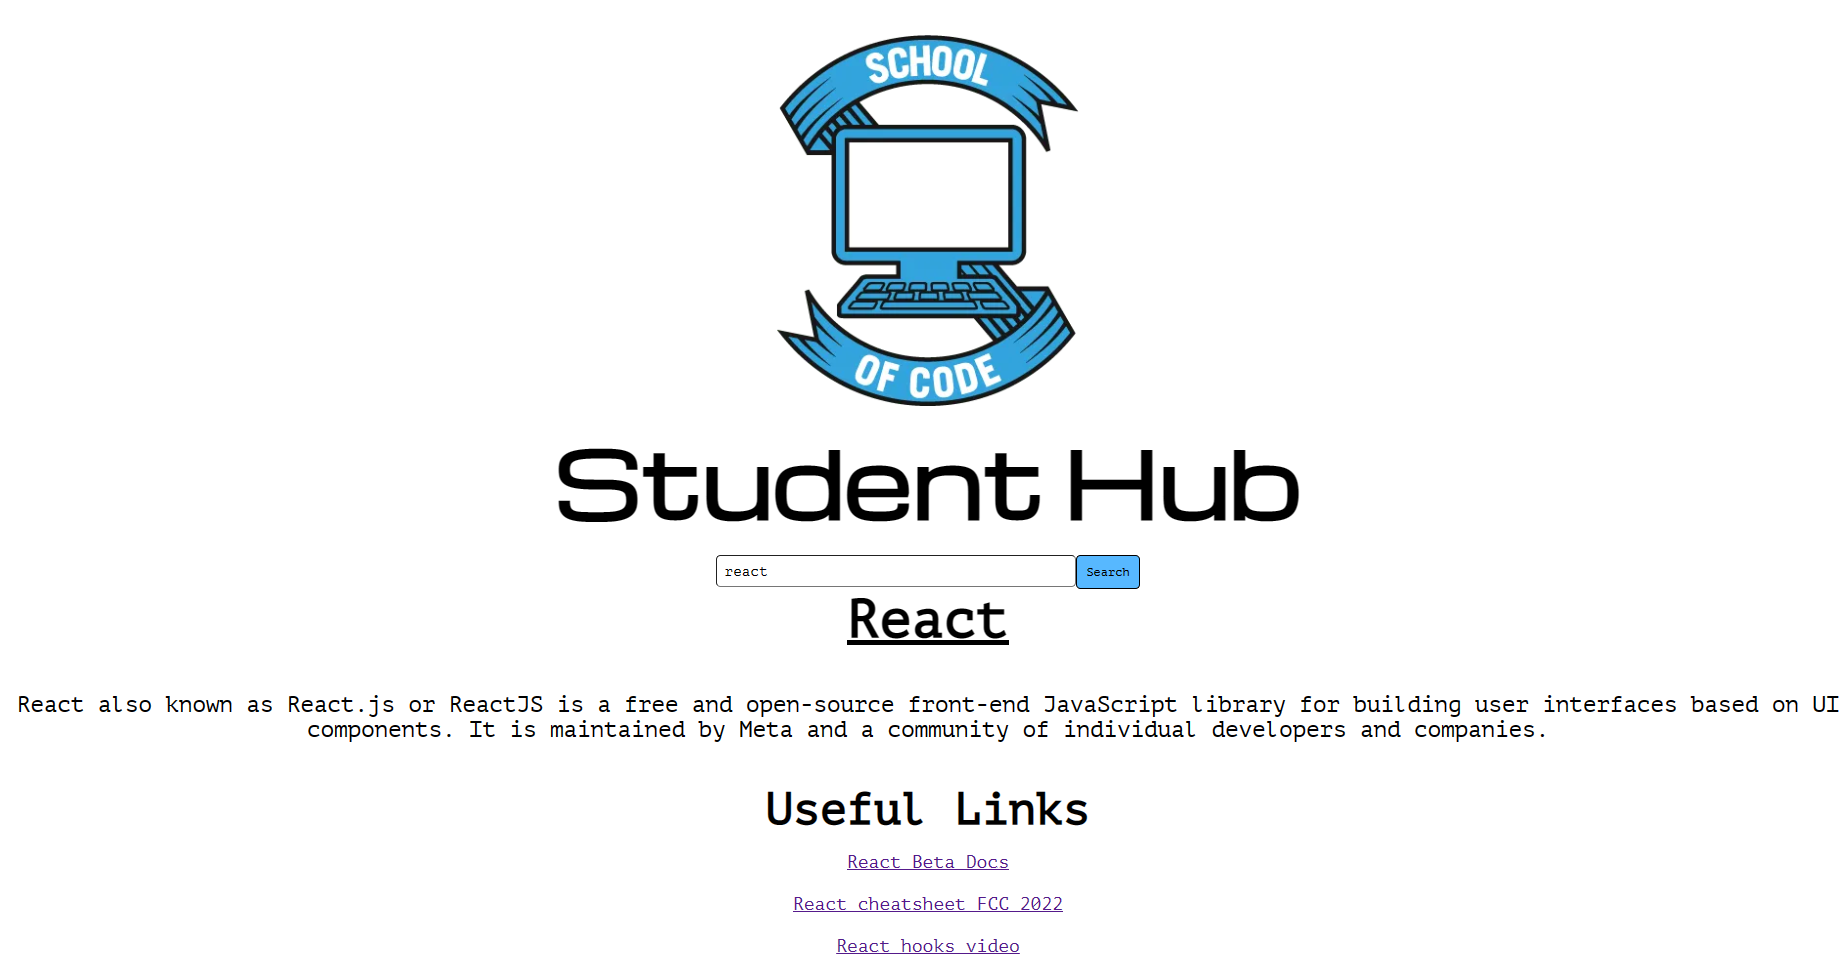 SCHOOL
OF CODE
Student Hub
react Search
React
React also known as React.js or ReactJS is a free and open-source front-end JavaScript library for building user interfaces based on UI
components. It is maintained by Meta and a community of individual developers and companies.
Useful Links
React Beta Docs
React cheatsheet FCC 2022
React hooks video